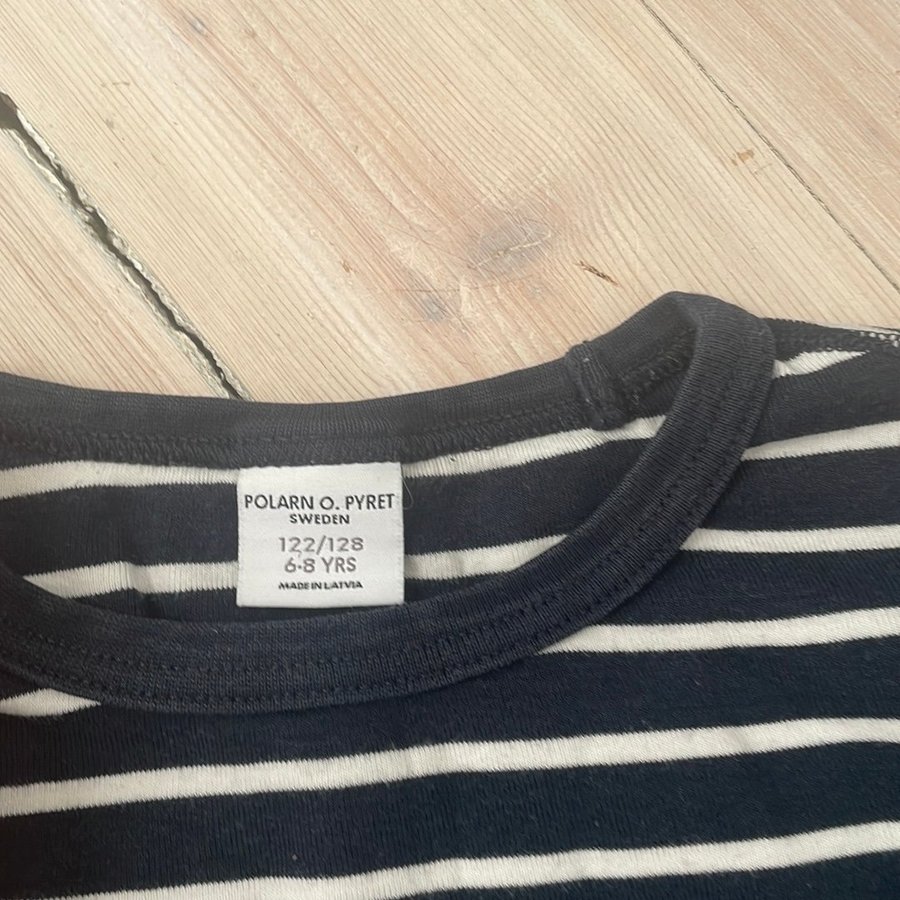 POLARN O. PYRET
SWEDEN
122/128
6-8 YRS
MADE IN LATVIA